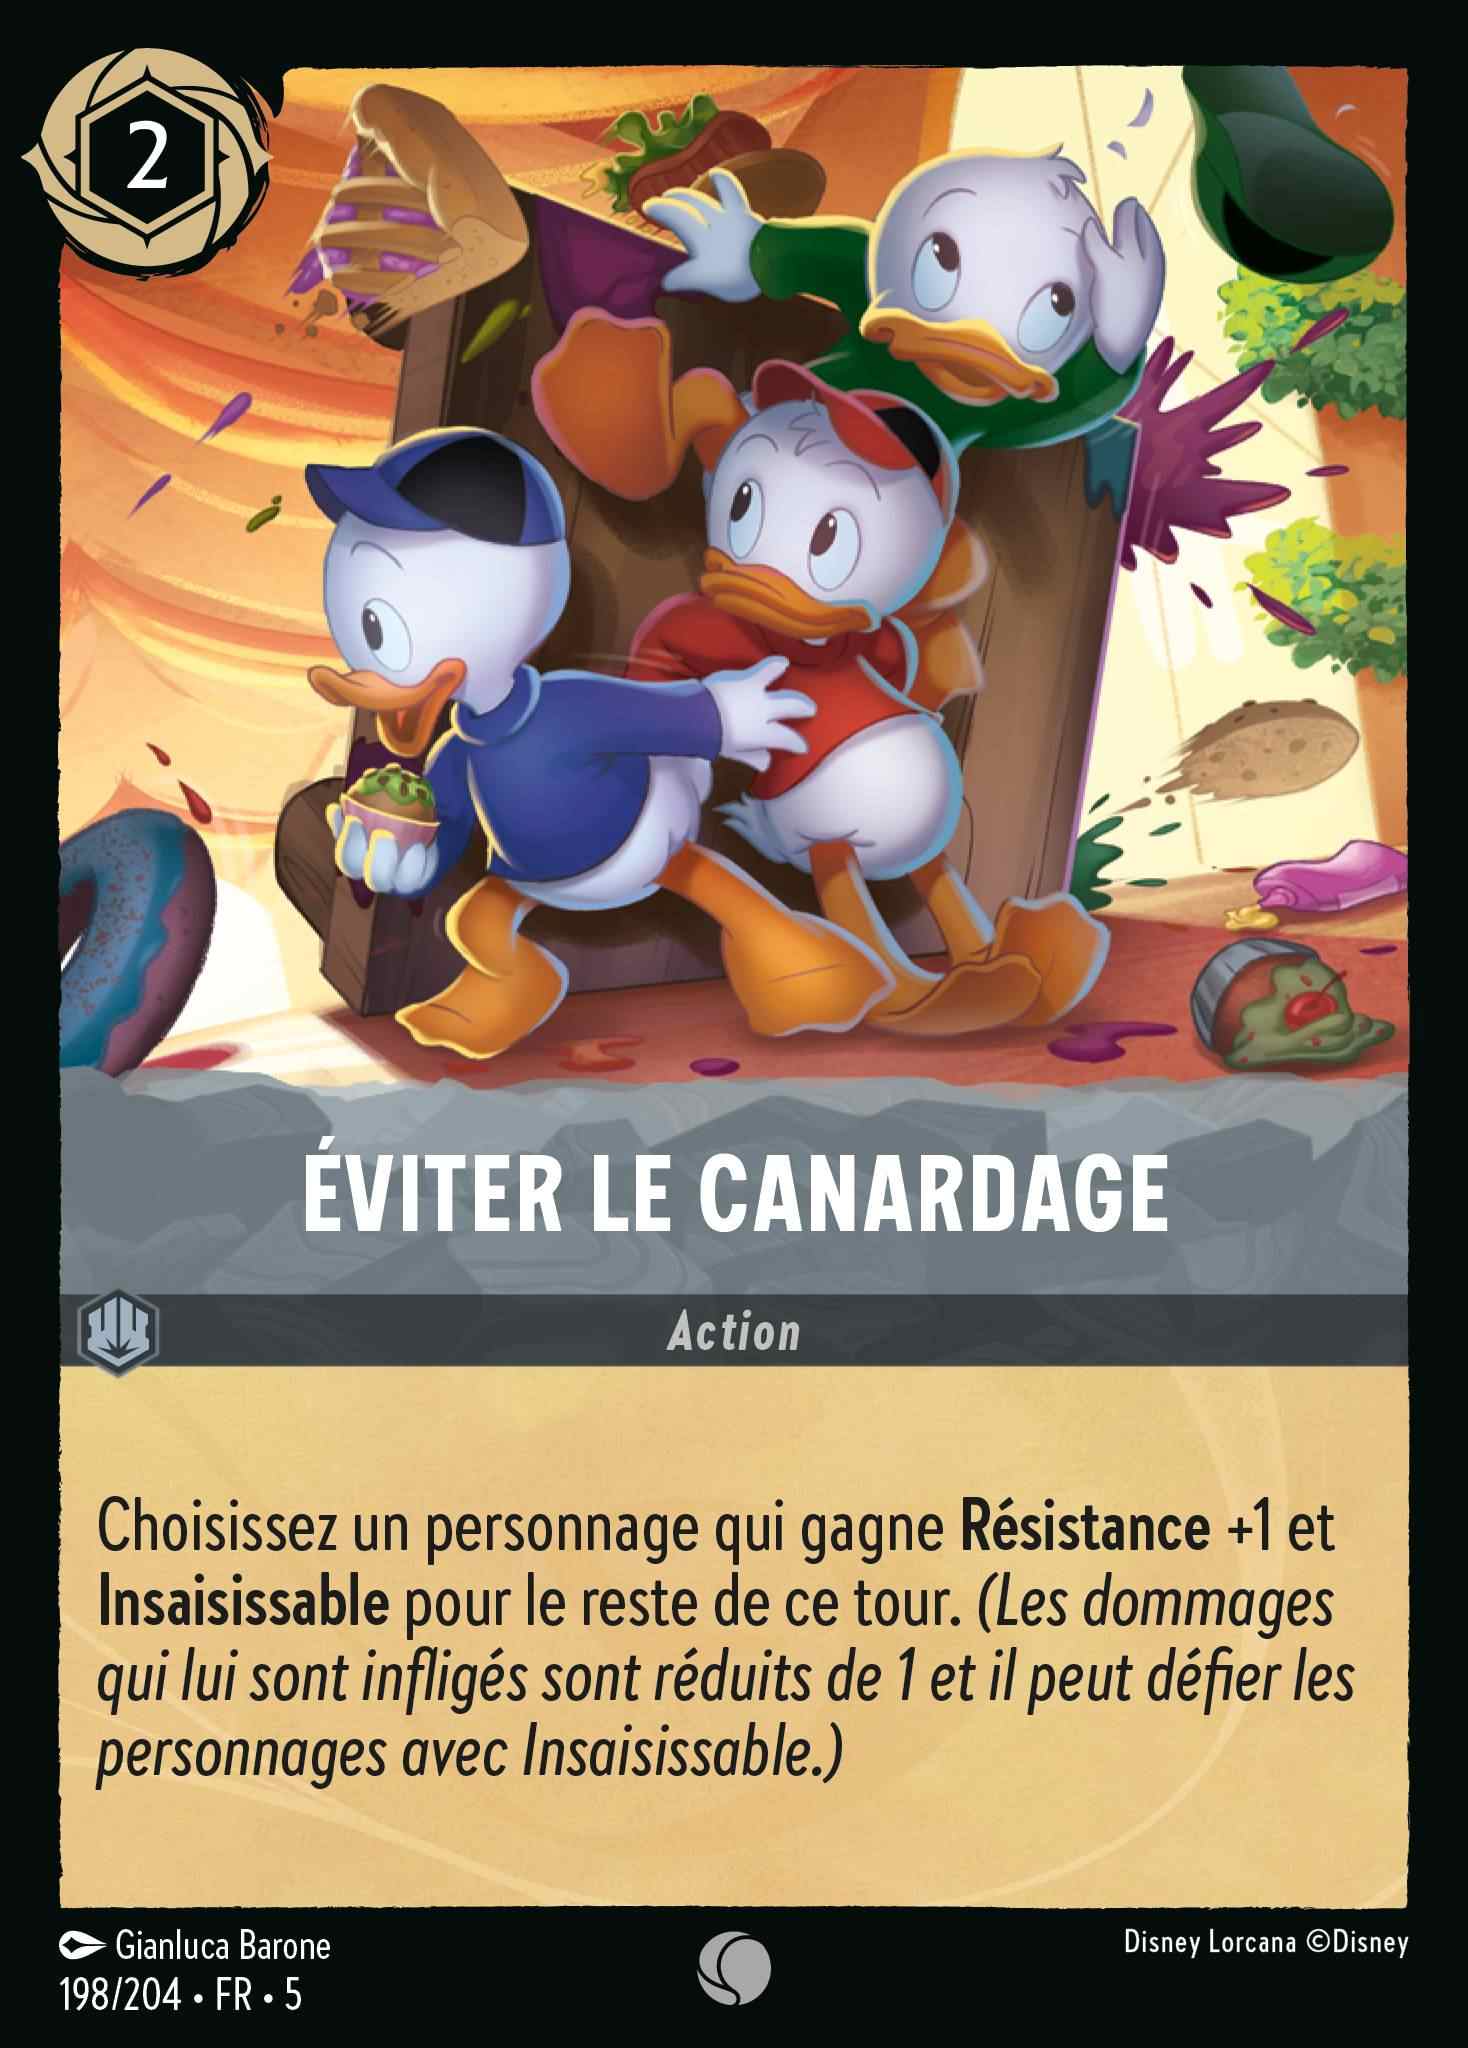 2
ÉVITER LE CANARDAGE
Action
Choisissez un personnage qui gagne Résistance +1 et
Insaisissable pour le reste de ce tour. (Les dommages
qui lui sont infligés sont réduits de 1 et il peut défier les
personnages avec Insaisissable.)
Gianluca Barone
Disney Lorcana ©Disney
198/204 • FR • 5